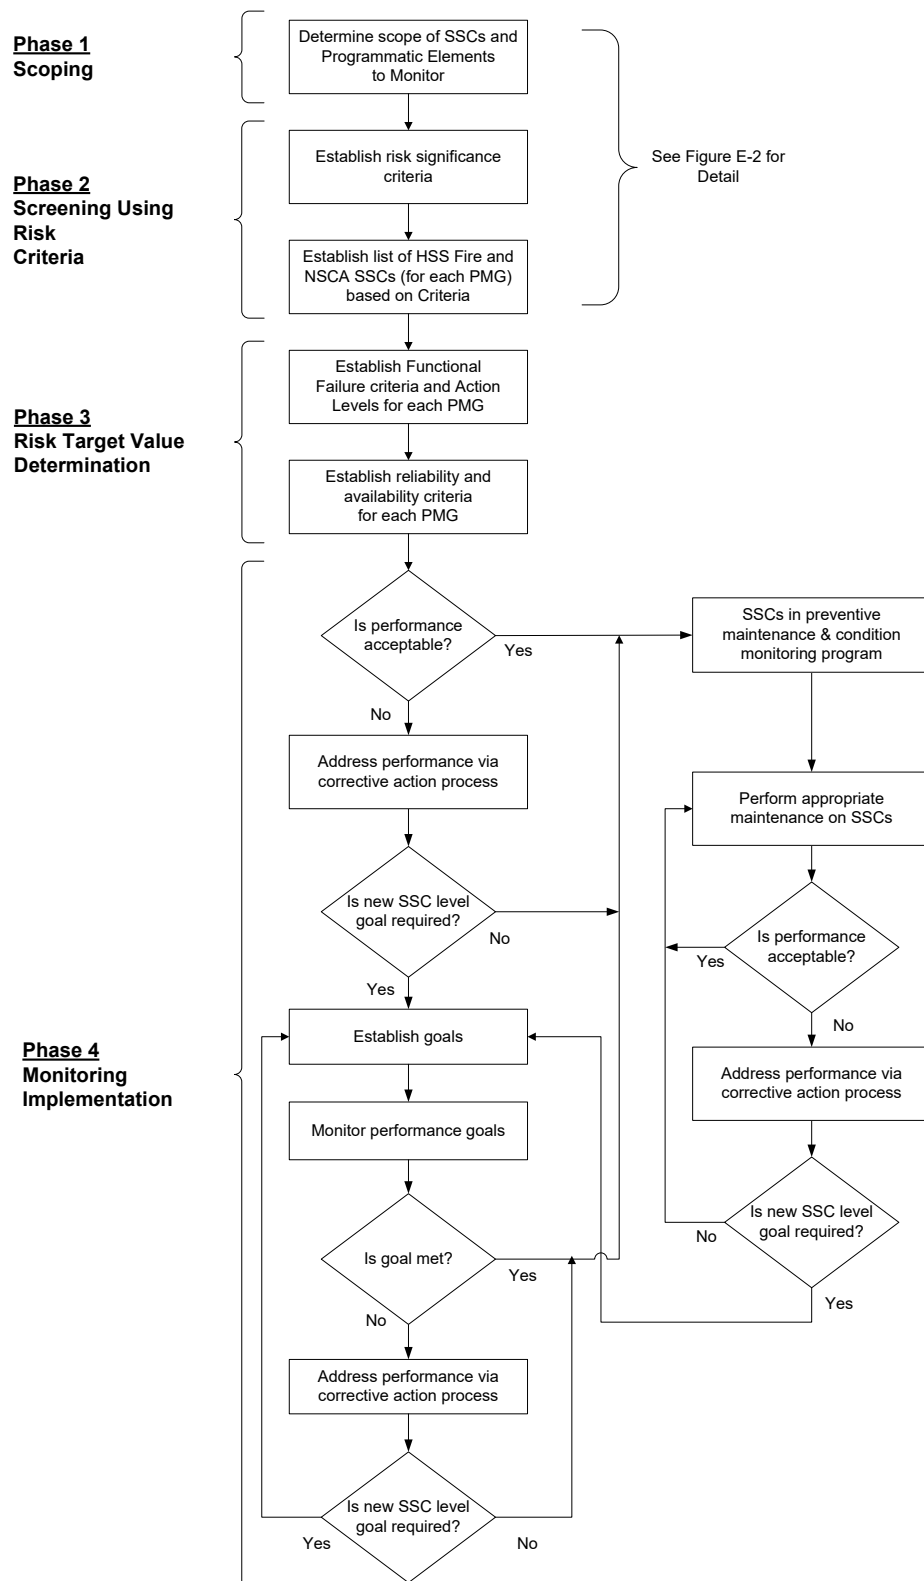 Phase 1
Scoping
Determine scope of SSCs and
Programmatic Elements
to Monitor
Phase 2
Screening Using
Risk
Criteria
Establish risk significance
criteria
See Figure E-2 for
Detail
Establish list of HSS Fire and
NSCA SSCs (for each PMG)
based on Criteria
Phase 3
Risk Target Value
Determination
Establish Functional
Failure criteria and Action
Levels for each PMG
Establish reliability and
availability criteria
for each PMG
Phase 4
Monitoring
Implementation
Is performance
acceptable?
Yes
No
Address performance via
corrective action process
Is new SSC level
goal required?
No
Yes
Establish goals
Monitor performance goals
Is goal met?
Yes
No
Address performance via
corrective action process
Is new SSC level
goal required?
Yes
No
SSCs in preventive
maintenance & condition
monitoring program
Perform appropriate
maintenance on SSCs
Is performance
acceptable?
Yes
No
Address performance via
corrective action process
Is new SSC level
goal required?
No
Yes